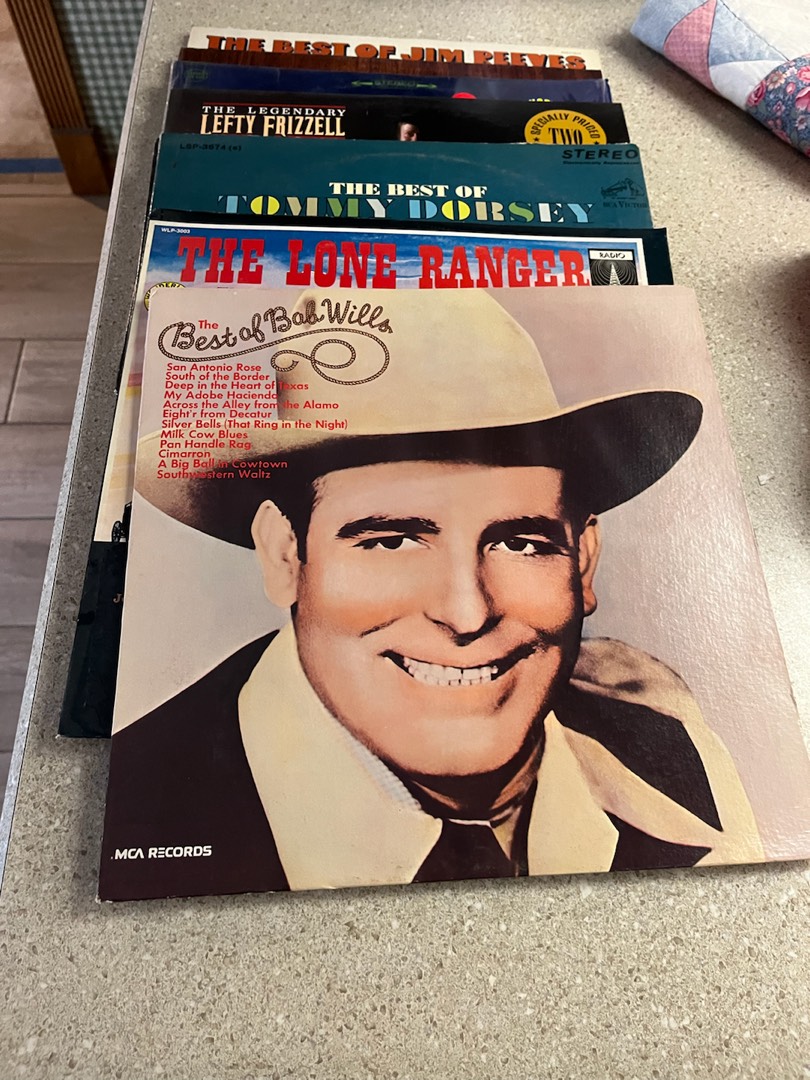 THE BEST OF JIM REEVES
THE LEGENDARY
LEFTY FRIZZELL
SPECIALLY PRICED
TWO
LSP-3674 (e)
STEREO
RCA VICTOR
THE BEST OF
TOMMY DORSEY
WLP-3003
THE LONE RANGER
RADIO
The
Best of Bob Wills
San Antonio Rose
South of the Border
Deep in the Heart of Texas
My Adobe Hacienda
Across the Alley from the Alamo
Eight'r from Decatur
Silver Bells (That Ring in the Night)
Milk Cow Blues
Pan Handle Rag
Cimarron
A Big Ball in Cowtown
Southwestern Waltz
MCA RECORDS